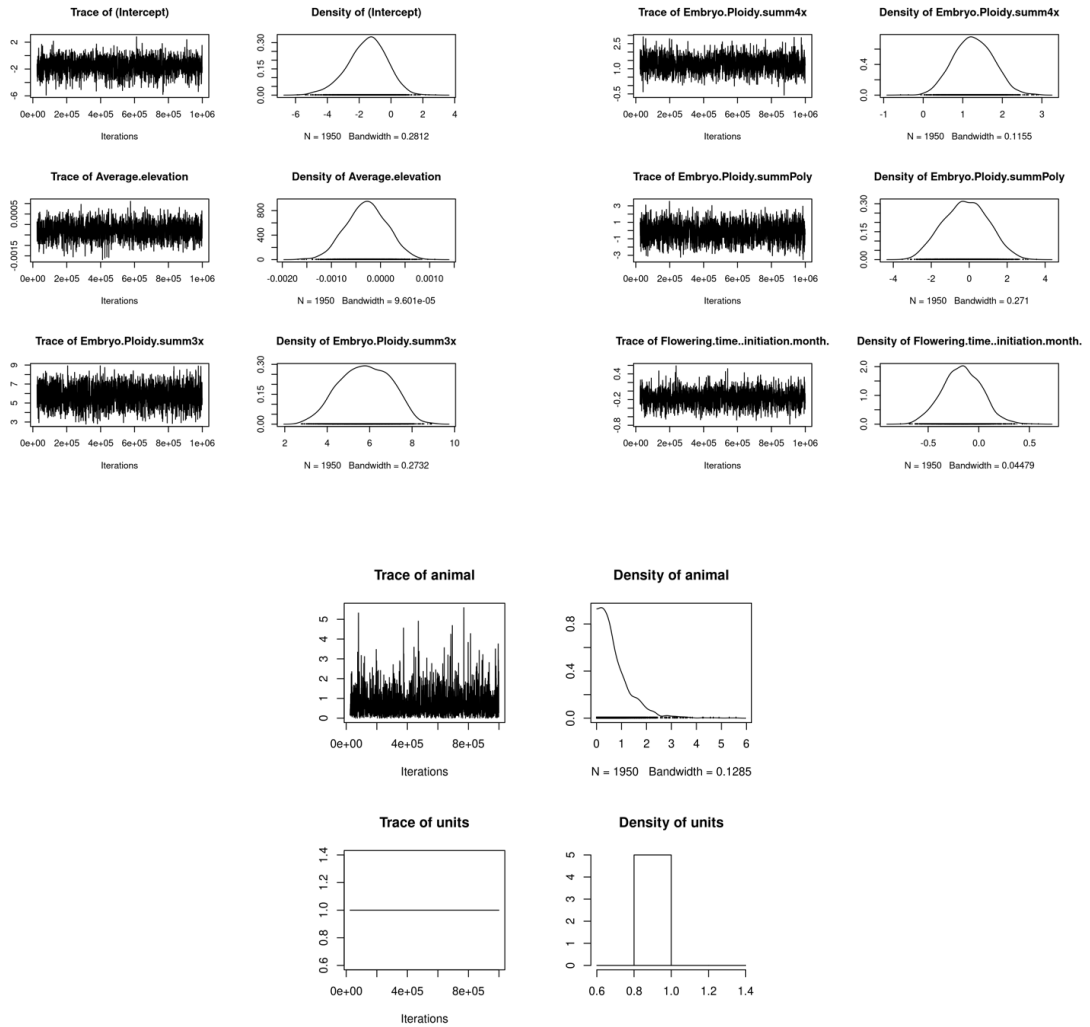 Trace of (Intercept)
2
-2
-6
0e+00 2e+05 4e+05 6e+05 8e+05 1e+06
Iterations
Density of (Intercept)
0.30
0.15
0.00
-6 -4 -2 0 2 4
N = 1950 Bandwidth = 0.2812
Trace of Embryo.Ploidy.summ4x
2.5
1.5
0.5
-0.5
0e+00 2e+05 4e+05 6e+05 8e+05 1e+06
Iterations
Density of Embryo.Ploidy.summ4x
0.4
0.0
-1 0 1 2 3
N = 1950 Bandwidth = 0.1155
Trace of Average.elevation
0.0005
-0.0015
0e+00 2e+05 4e+05 6e+05 8e+05 1e+06
Iterations
Density of Average.elevation
800
400
0
-0.0020 -0.0010 0.0000 0.0010
N = 1950 Bandwidth = 9.601e-05
Trace of Embryo.Ploidy.summPoly
3
1
-1
-3
0e+00 2e+05 4e+05 6e+05 8e+05 1e+06
Iterations
Density of Embryo.Ploidy.summPoly
0.30
0.15
0.00
-4 -2 0 2 4
N = 1950 Bandwidth = 0.271
Trace of Embryo.Ploidy.summ3x
9
7
5
3
0e+00 2e+05 4e+05 6e+05 8e+05 1e+06
Iterations
Density of Embryo.Ploidy.summ3x
0.30
0.15
0.00
2 4 6 8 10
N = 1950 Bandwidth = 0.2732
Trace of Flowering.time..initiation.month.
0.4
-0.2
-0.8
0e+00 2e+05 4e+05 6e+05 8e+05 1e+06
Iterations
Density of Flowering.time..initiation.month.
2.0
1.0
0.0
-0.5 0.0 0.5
N = 1950 Bandwidth = 0.04479
Trace of animal
5
4
3
2
1
0
0e+00 4e+05 8e+05
Iterations
Density of animal
0.8
0.4
0.0
0 1 2 3 4 5 6
N = 1950 Bandwidth = 0.1285
Trace of units
1.4
1.2
1.0
0.8
0.6
0e+00 4e+05 8e+05
Iterations
Density of units
5
4
3
2
1
0
0.6 0.8 1.0 1.2 1.4